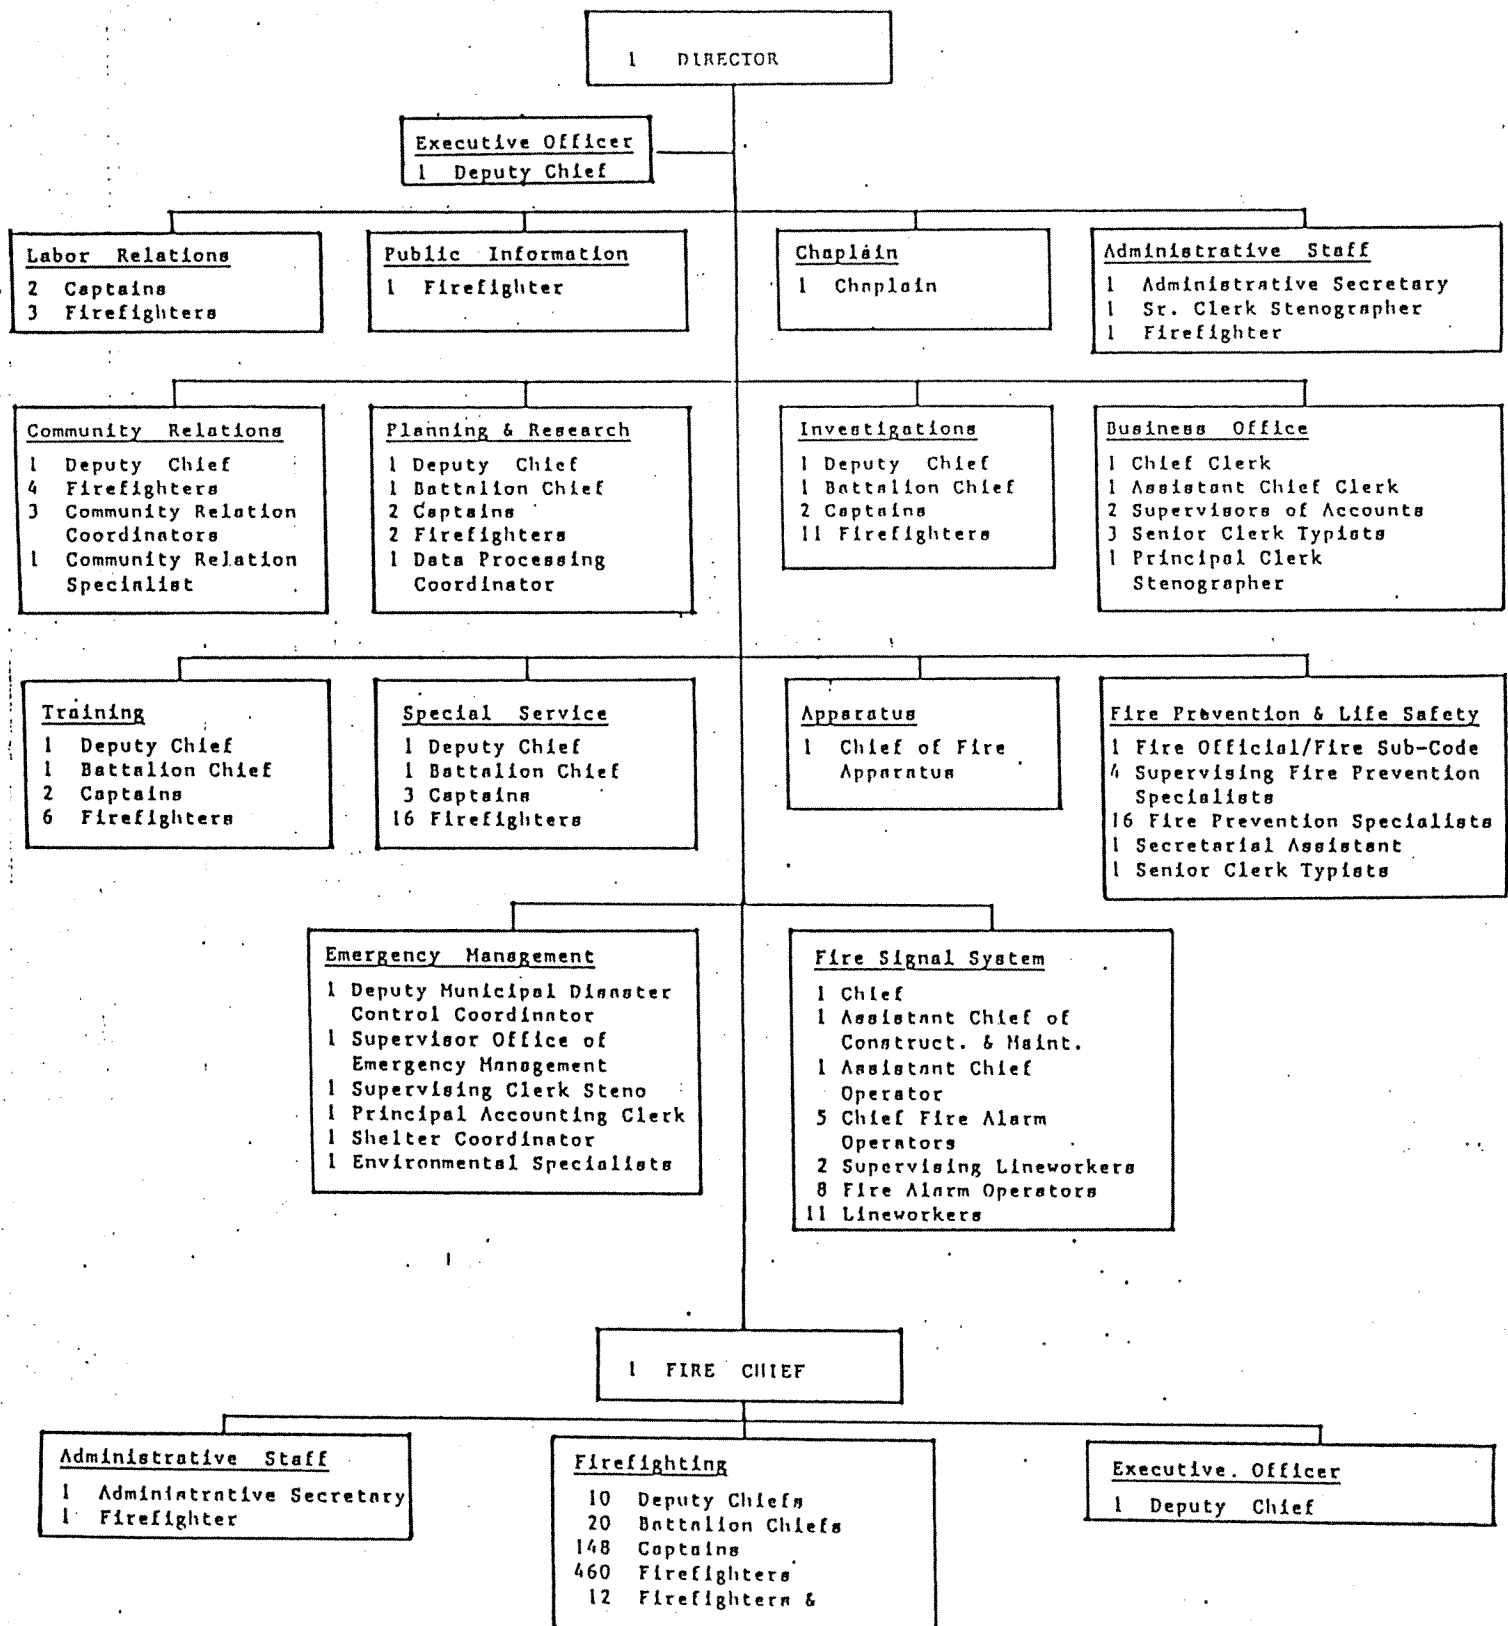 1 DIRECTOR
Executive Officer
1 Deputy Chief
Labor Relations
2 Captains
3 Firefighters
Public Information
1 Firefighter
Chaplain
1 Chaplain
Administrative Staff
1 Administrative Secretary
1 Sr. Clerk Stenographer
1 Firefighter
Community Relations
1 Deputy Chief
4 Firefighters
3 Community Relation
Coordinators
1 Community Relation
Specialist
Planning & Research
1 Deputy Chief
1 Battalion Chief
2 Captains
2 Firefighters
1 Data Processing
Coordinator
Investigations
1 Deputy Chief
1 Battalion Chief
2 Captains
11 Firefighters
Business Office
1 Chief Clerk
1 Assistant Chief Clerk
2 Supervisors of Accounts
3 Senior Clerk Typists
1 Principal Clerk
Stenographer
Training
1 Deputy Chief
1 Battalion Chief
2 Captains
6 Firefighters
Special Service
1 Deputy Chief
1 Battalion Chief
3 Captains
16 Firefighters
Apparatus
1 Chief of Fire
Apparatus
Fire Prevention & Life Safety
1 Fire Official/Fire Sub-Code
4 Supervising Fire Prevention
Specialists
16 Fire Prevention Specialists
1 Secretarial Assistant
1 Senior Clerk Typists
Emergency Management
1 Deputy Municipal Disaster
Control Coordinator
1 Supervisor Office of
Emergency Management
1 Supervising Clerk Steno
1 Principal Accounting Clerk
1 Shelter Coordinator
1 Environmental Specialists
Fire Signal System
1 Chief
1 Assistant Chief of
Construct. & Maint.
1 Assistant Chief
Operator
5 Chief Fire Alarm
Operators
2 Supervising Lineworkers
8 Fire Alarm Operators
11 Lineworkers
1 FIRE CHIEF
Administrative Staff
1 Administrative Secretary
1 Firefighter
Firefighting
10 Deputy Chiefs
20 Battalion Chiefs
148 Captains
460 Firefighters
12 Firefighters &
Executive. Officer
1 Deputy Chief